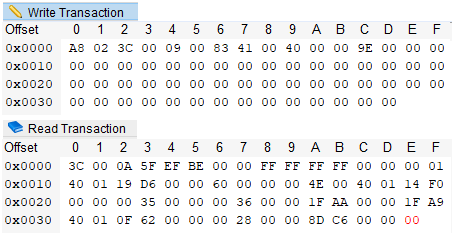 Write Transaction
Offset 0 1 2 3 4 5 6 7 8 9 A B C D E F
0x0000 A8 02 3C 00 09 00 83 41 00 40 00 00 9E 00 00 00
0x0010 00 00 00 00 00 00 00 00 00 00 00 00 00 00 00 00
0x0020 00 00 00 00 00 00 00 00 00 00 00 00 00 00 00 00
0x0030 00 00 00 00 00 00 00 00 00 00 00 00 00 00
Read Transaction
Offset 0 1 2 3 4 5 6 7 8 9 A B C D E F
0x0000 3C 00 0A 5F EF BE 00 00 FF FF FF FF 00 00 00 01
0x0010 40 01 19 D6 00 00 60 00 00 00 4E 00 40 01 14 F0
0x0020 00 00 00 35 00 00 00 36 00 00 1F AA 00 00 1F A9
0x0030 40 01 0F 62 00 00 00 28 00 00 8D C6 00 00 00